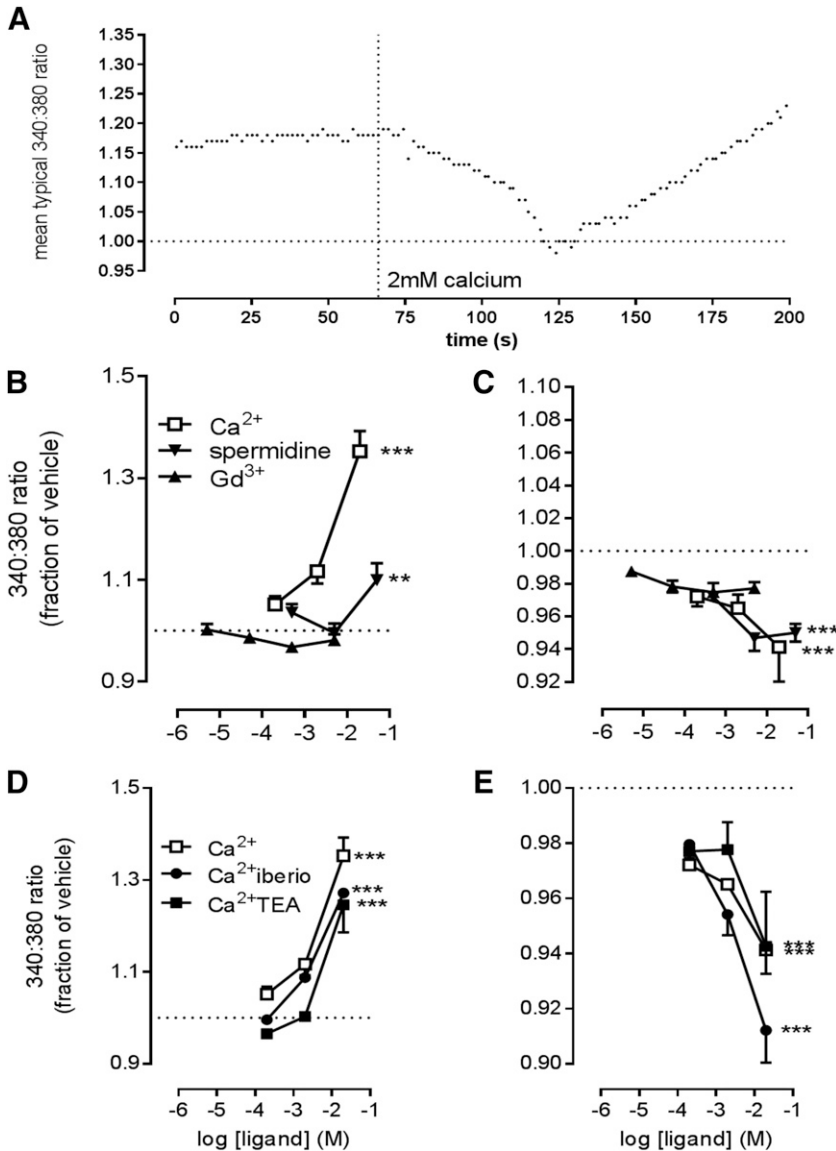 A
mean typical 340:380 ratio
1.35
1.30
1.25
1.20
1.15
1.10
1.05
1.00
0.95
2mM calcium
0 25 50 75 100 125 150 175 200
time (s)
B
340:380 ratio
(fraction of vehicle)
1.5
1.3
1.1
0.9
Ca2+
spermidine
Gd3+
***
**
-6 -5 -4 -3 -2 -1
C
1.10
1.08
1.06
1.04
1.02
1.00
0.98
0.96
0.94
0.92
***
***
-6 -5 -4 -3 -2 -1
D
340:380 ratio
(fraction of vehicle)
1.5
1.3
1.1
0.9
Ca2+
Ca2+iberio
Ca2+TEA
***
***
***
-6 -5 -4 -3 -2 -1
log [ligand] (M)
E
1.00
0.98
0.96
0.94
0.92
0.90
***
***
***
-6 -5 -4 -3 -2 -1
log [ligand] (M)